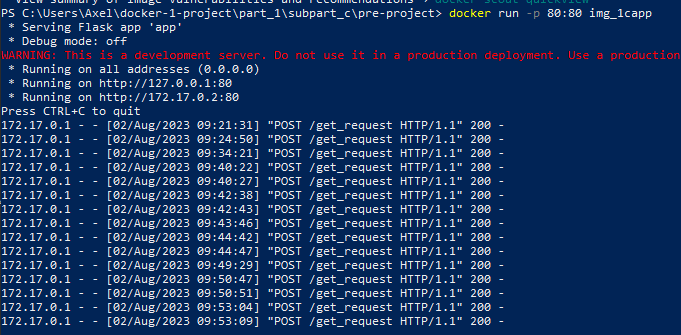 View summary of image vulnerabilities and recommendations → docker scout quickview
PS C:\Users\Axel\docker-1-project\part_1\subpart_c\pre-project> docker run -p 80:80 img_1capp
 * Serving Flask app 'app'
 * Debug mode: off
WARNING: This is a development server. Do not use it in a production deployment. Use a production
 * Running on all addresses (0.0.0.0)
 * Running on http://127.0.0.1:80
 * Running on http://172.17.0.2:80
Press CTRL+C to quit
172.17.0.1 - - [02/Aug/2023 09:21:31] "POST /get_request HTTP/1.1" 200 -
172.17.0.1 - - [02/Aug/2023 09:24:50] "POST /get_request HTTP/1.1" 200 -
172.17.0.1 - - [02/Aug/2023 09:34:21] "POST /get_request HTTP/1.1" 200 -
172.17.0.1 - - [02/Aug/2023 09:40:22] "POST /get_request HTTP/1.1" 200 -
172.17.0.1 - - [02/Aug/2023 09:40:27] "POST /get_request HTTP/1.1" 200 -
172.17.0.1 - - [02/Aug/2023 09:42:38] "POST /get_request HTTP/1.1" 200 -
172.17.0.1 - - [02/Aug/2023 09:42:43] "POST /get_request HTTP/1.1" 200 -
172.17.0.1 - - [02/Aug/2023 09:43:46] "POST /get_request HTTP/1.1" 200 -
172.17.0.1 - - [02/Aug/2023 09:44:42] "POST /get_request HTTP/1.1" 200 -
172.17.0.1 - - [02/Aug/2023 09:44:47] "POST /get_request HTTP/1.1" 200 -
172.17.0.1 - - [02/Aug/2023 09:49:29] "POST /get_request HTTP/1.1" 200 -
172.17.0.1 - - [02/Aug/2023 09:50:47] "POST /get_request HTTP/1.1" 200 -
172.17.0.1 - - [02/Aug/2023 09:50:51] "POST /get_request HTTP/1.1" 200 -
172.17.0.1 - - [02/Aug/2023 09:53:04] "POST /get_request HTTP/1.1" 200 -
172.17.0.1 - - [02/Aug/2023 09:53:09] "POST /get_request HTTP/1.1" 200 -